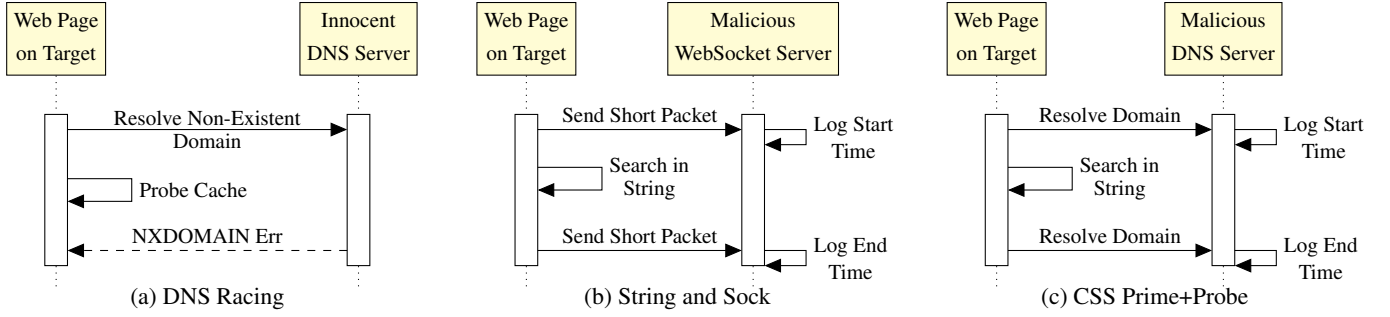 Web Page
on Target
Innocent
DNS Server
Resolve Non-Existent
Domain
Probe Cache
NXDOMAIN Err
(a) DNS Racing
Web Page
on Target
Malicious
WebSocket Server
Send Short Packet
Log Start
Time
Search in
String
Send Short Packet
Log End
Time
(b) String and Sock
Web Page
on Target
Malicious
DNS Server
Resolve Domain
Log Start
Time
Search in
String
Resolve Domain
Log End
Time
(c) CSS Prime+Probe